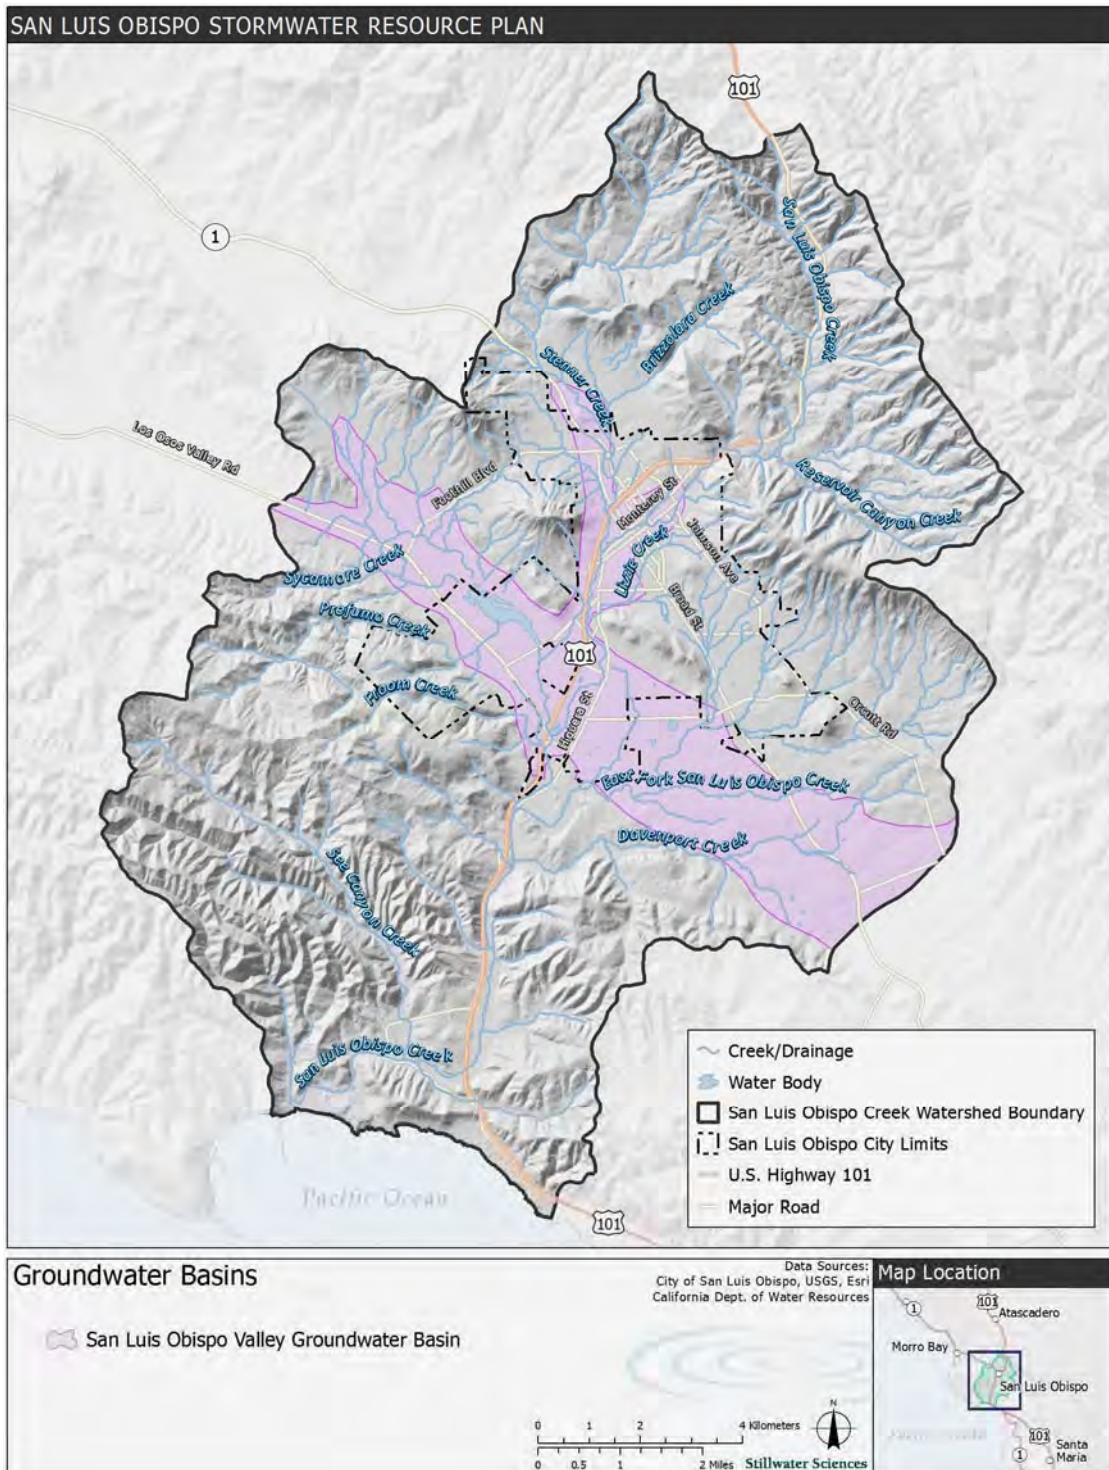 SAN LUIS OBISPO STORMWATER RESOURCE PLAN
101
1
San Luis Obispo Creek
Brizzolara Creek
Stenner Creek
Los Osos Valley Rd
Foothill Blvd
Reservoir Canyon Creek
Monterey St
Johnson Ave
Lizzie Creek
Sycamore Creek
Broad St
Prefumo Creek
101
Froom Creek
Higuera St
Orcutt Rd
East Fork San Luis Obispo Creek
Davenport Creek
See Canyon Creek
San Luis Obispo Creek
Pacific Ocean
101
Creek/Drainage
Water Body
San Luis Obispo Creek Watershed Boundary
San Luis Obispo City Limits
U.S. Highway 101
Major Road
Groundwater Basins
San Luis Obispo Valley Groundwater Basin
Data Sources:
City of San Luis Obispo, USGS, Esri
California Dept. of Water Resources
N
0 1 2 4 Kilometers
0 0.5 1 2 Miles
Stillwater Sciences
Map Location
1
101
Atascadero
Morro Bay
San Luis Obispo
Pacific Ocean
101
1
Santa
Maria